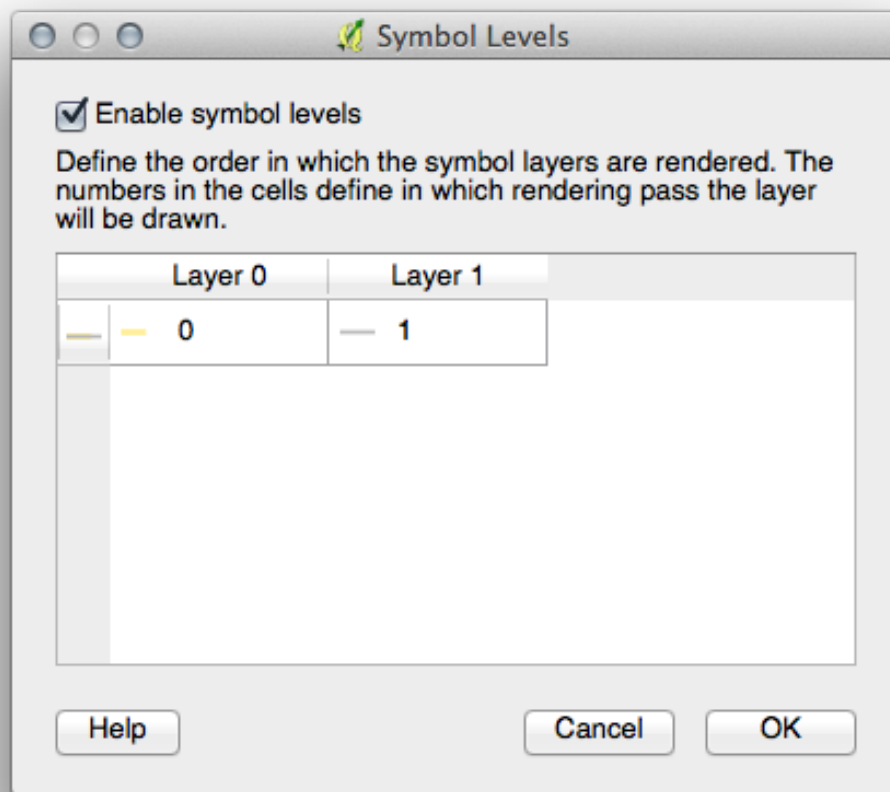 Symbol Levels
Enable symbol levels
Define the order in which the symbol layers are rendered. The
numbers in the cells define in which rendering pass the layer
will be drawn.
Layer 0 Layer 1
0 1
Help Cancel OK